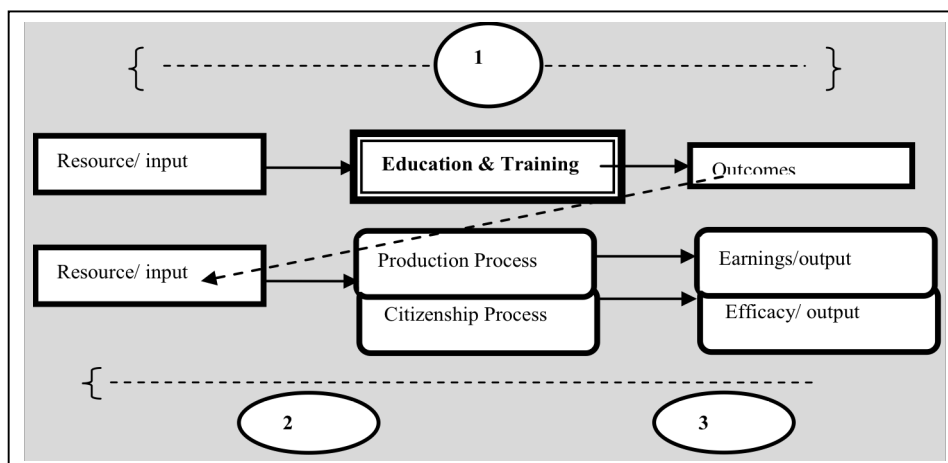 1
Resource/ input
Education & Training
Outcomes
Resource/ input
Production Process
Earnings/output
Citizenship Process
Efficacy/ output
2
3